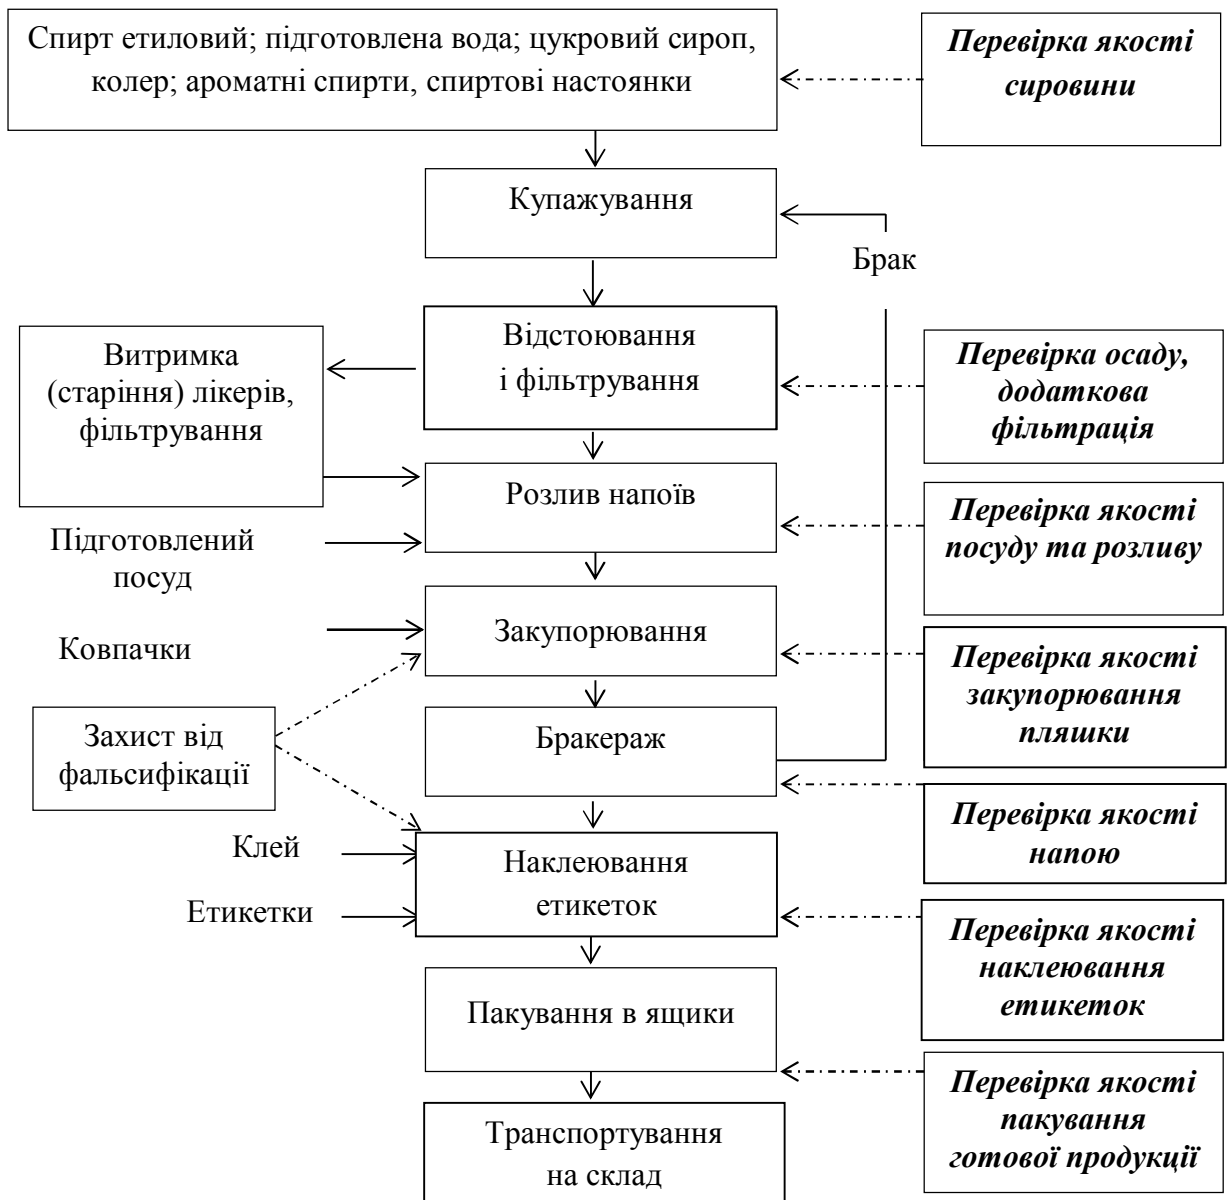 Спирт етиловий; підготовлена вода; цукровий сироп,
колер; ароматні спирти, спиртові настоянки
Перевірка якості
сировини
Купажування
Брак
Відстоювання
і фільтрування
Витримка
(старіння) лікерів,
фільтрування
Перевірка осаду,
додаткова
фільтрація
Розлив напоїв
Перевірка якості
посуду та розливу
Підготовлений
посуд
Закупорювання
Ковпачки
Перевірка якості
закупорювання
пляшки
Захист від
фальсифікації
Бракераж
Перевірка якості
напою
Клей
Етикетки
Наклеювання
етикеток
Перевірка якості
наклеювання
етикеток
Пакування в ящики
Перевірка якості
пакування
готової продукції
Транспортування
на склад